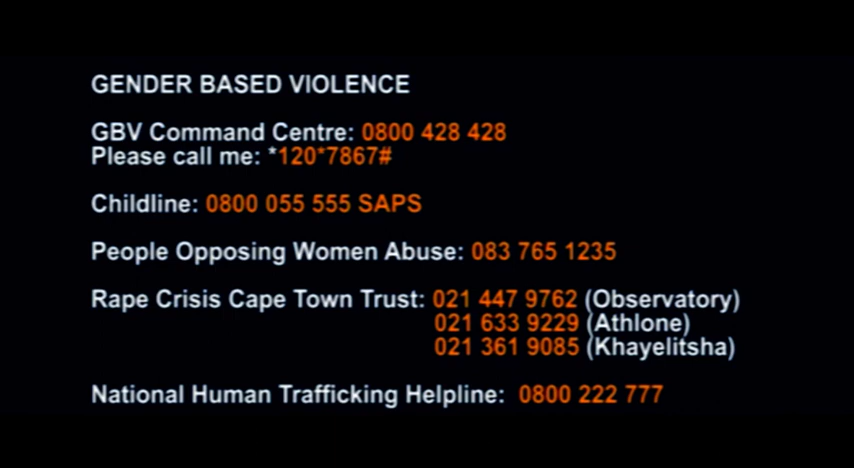 GENDER BASED VIOLENCE
GBV Command Centre: 0800 428 428
Please call me: *120*7867#
Childline: 0800 055 555 SAPS
People Opposing Women Abuse: 083 765 1235
Rape Crisis Cape Town Trust: 021 447 9762 (Observatory)
021 633 9229 (Athlone)
021 361 9085 (Khayelitsha)
National Human Trafficking Helpline: 0800 222 777